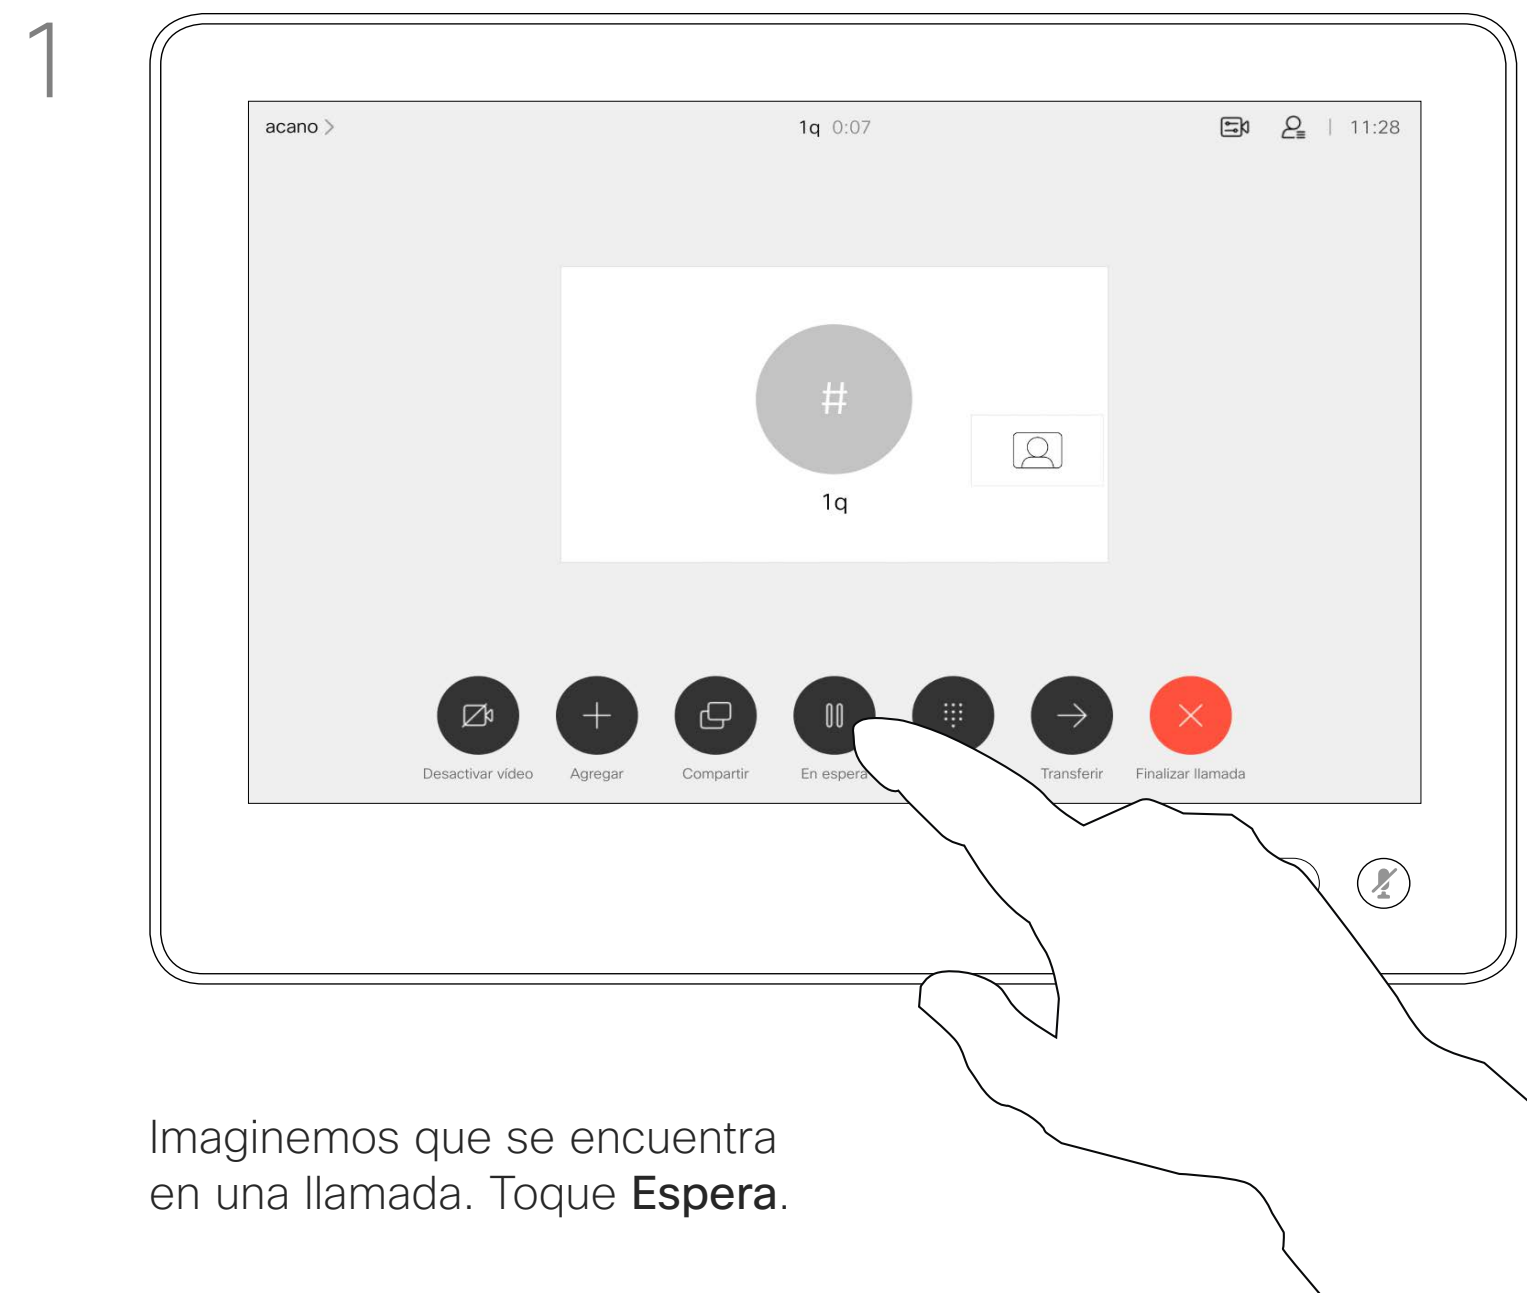 1
acano
1q 0:07
11:28
#
1q
Desactivar vídeo
Agregar
Compartir
En espera
Transferir
Finalizar llamada
Imaginemos que se encuentra
en una llamada. Toque Espera.